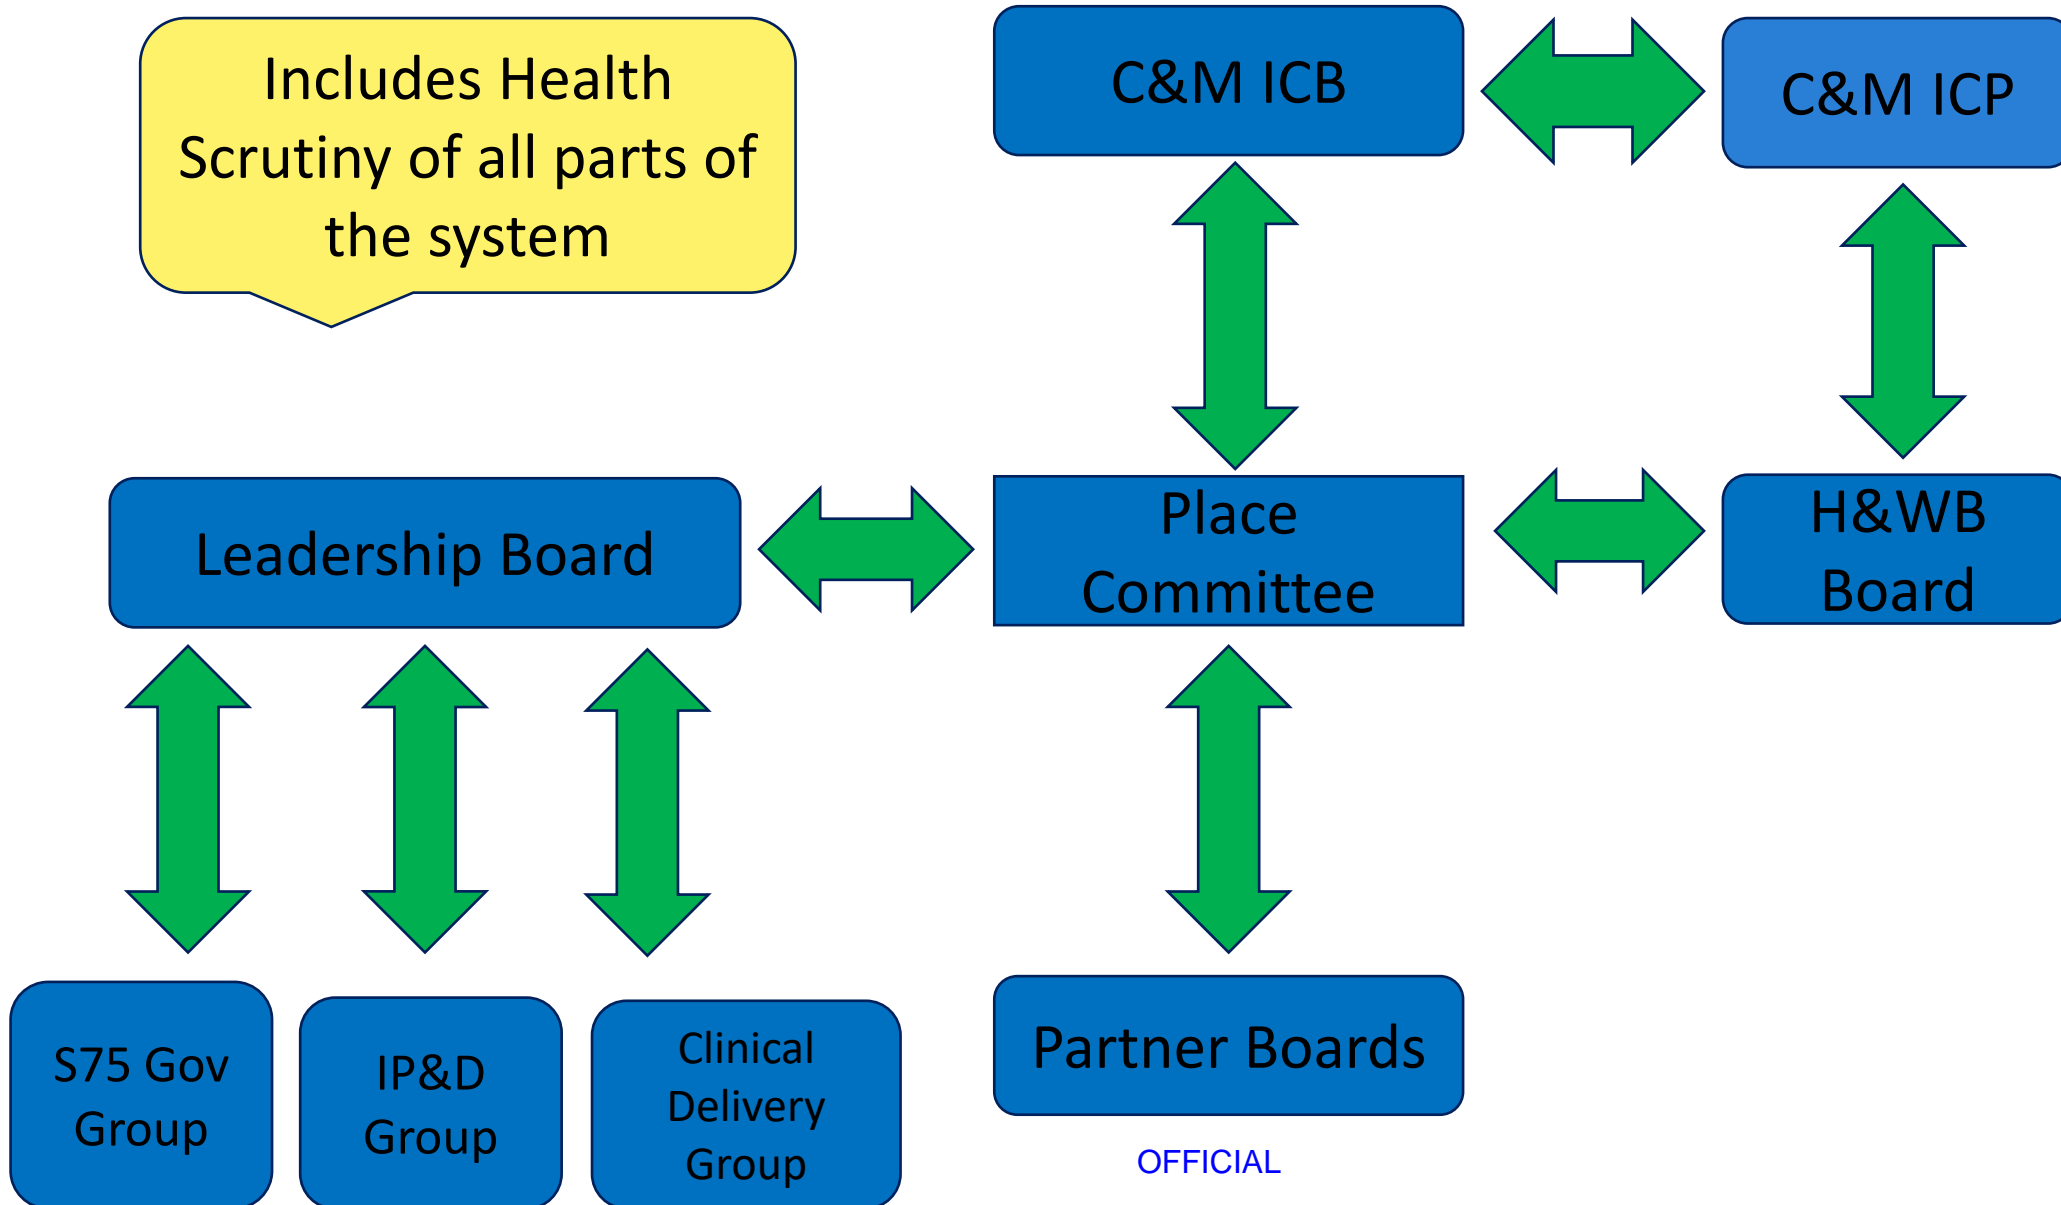 Includes Health
Scrutiny of all parts of
the system
C&M ICB
C&M ICP
Leadership Board
Place
Committee
H&WB
Board
S75 Gov
Group
IP&D
Group
Clinical
Delivery
Group
Partner Boards
OFFICIAL